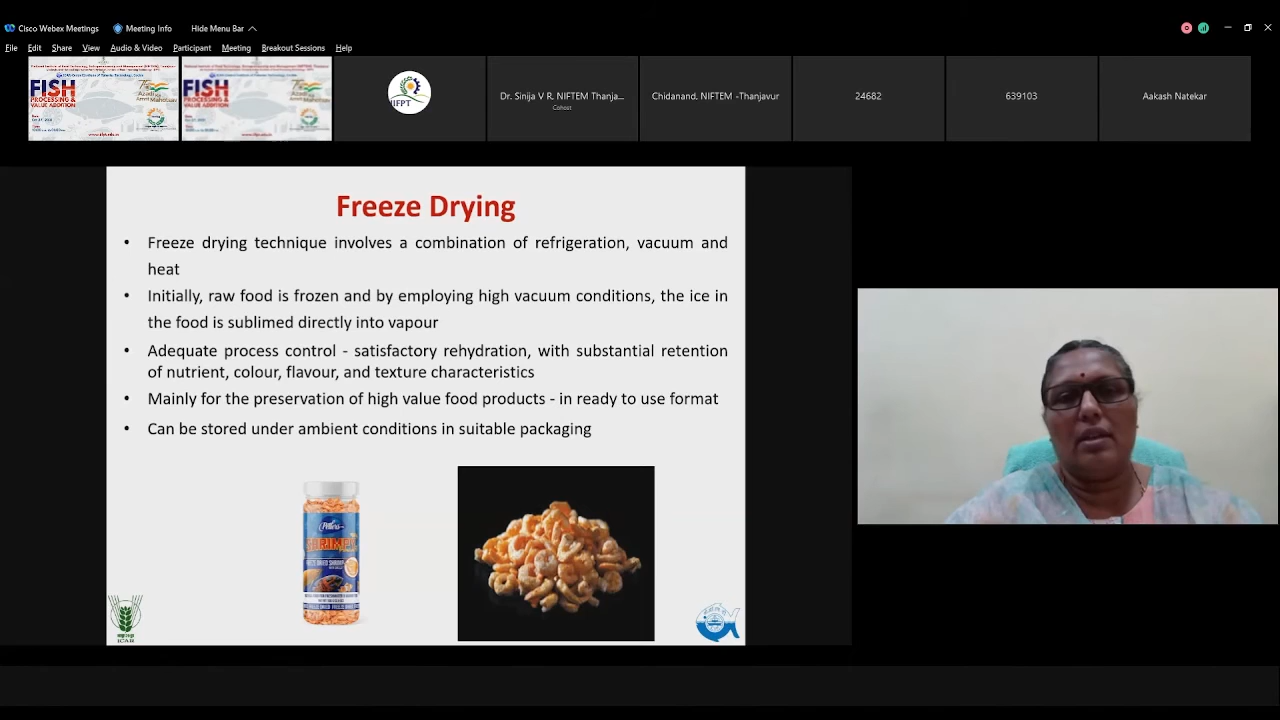 Cisco Webex Meetings
Meeting Info
Hide Menu Bar
File Edit Share View Audio & Video Participant Meeting Breakout Sessions Help
FISH
PROCESSING &
VALUE ADDITION
FISH
PROCESSING &
VALUE ADDITION
IIFPT
Dr. Sinija V R. NIFTEM Thanja...
Cohost
Chidanand. NIFTEM -Thanjavur
24682
639103
Aakash Natekar
Freeze Drying
• Freeze drying technique involves a combination of refrigeration, vacuum and
heat
• Initially, raw food is frozen and by employing high vacuum conditions, the ice in
the food is sublimed directly into vapour
• Adequate process control - satisfactory rehydration, with substantial retention
of nutrient, colour, flavour, and texture characteristics
• Mainly for the preservation of high value food products - in ready to use format
• Can be stored under ambient conditions in suitable packaging
FREEZE DRIED SHRIMP
ICAR